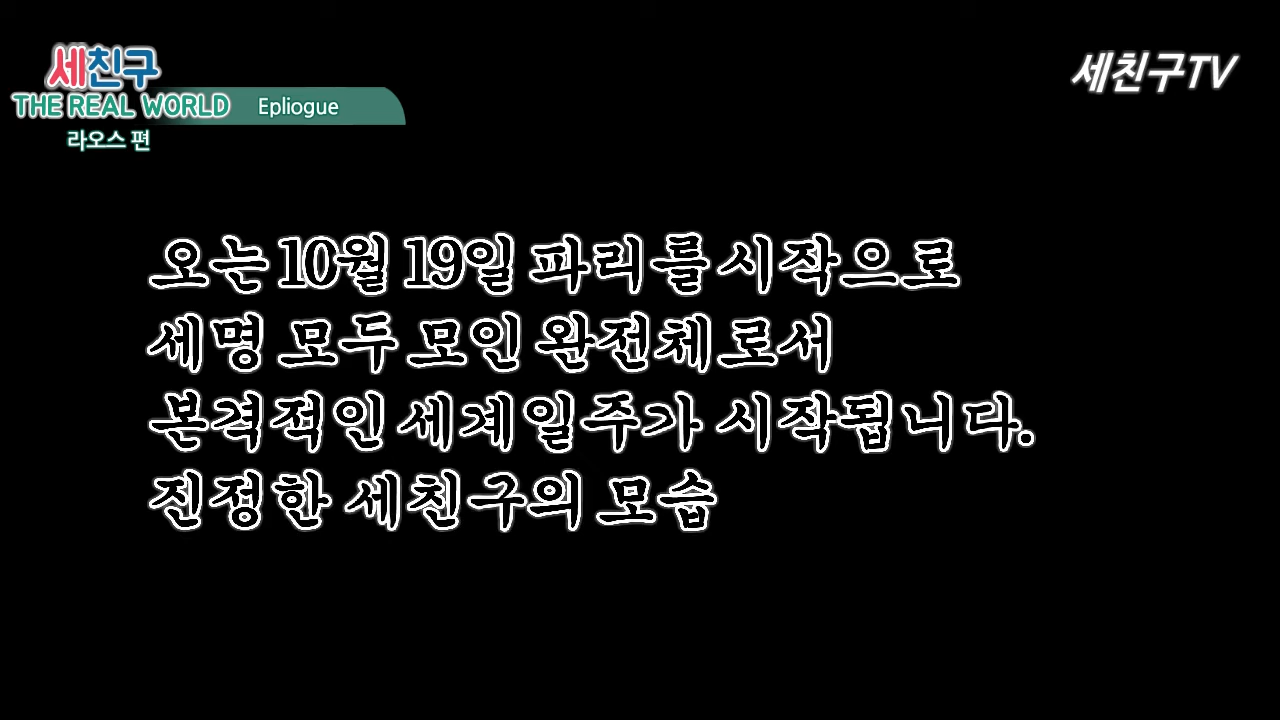 세친구
THE REAL WORLD
Epliogue
라오스 편
세친구TV
오는 10월 19일 파리를 시작으로
세명 모두 모인 완전체로서
본격적인 세계일주가 시작됩니다.
진정한 세친구의 모습